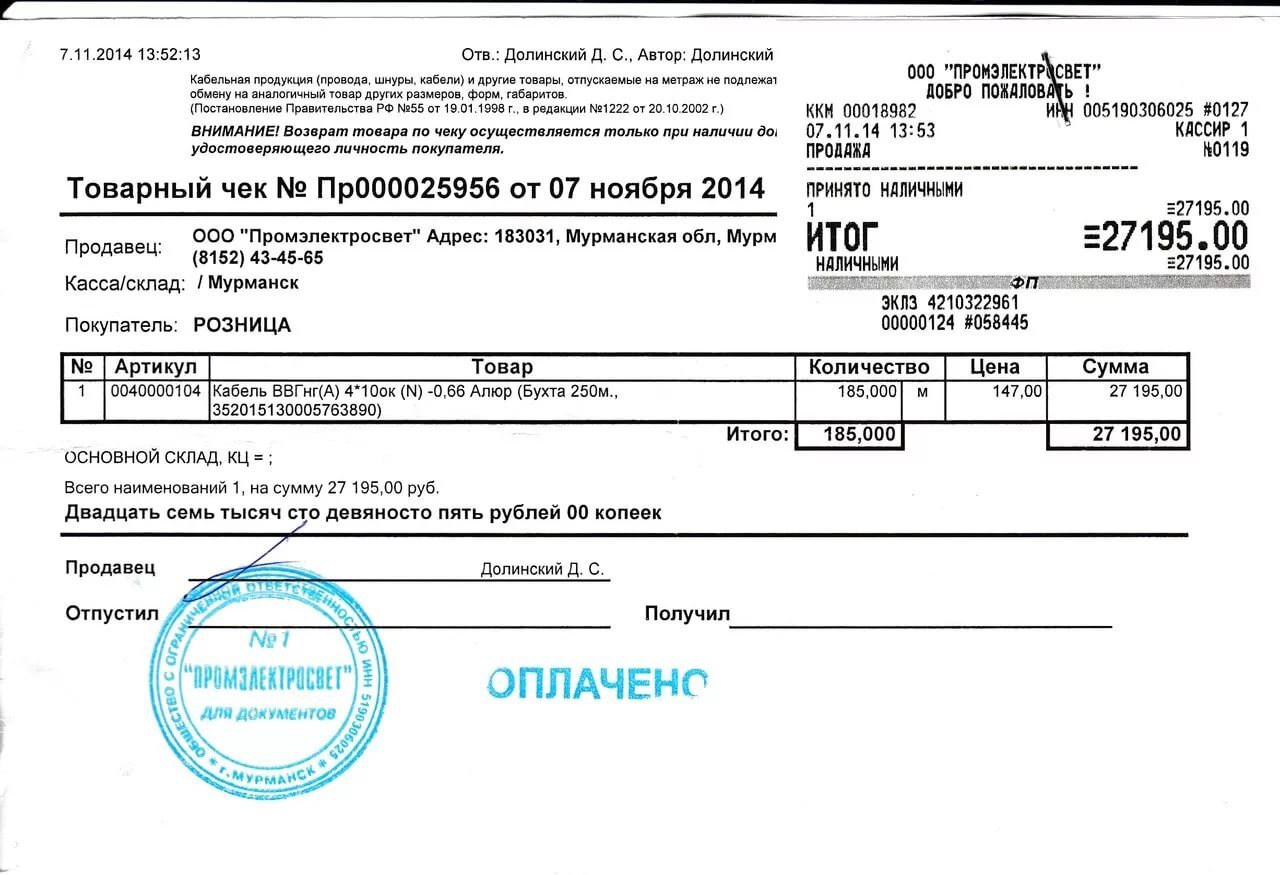 7.11.2014 13:52:13
Отв.: Долинский Д. С., Автор: Долинский
Кабельная продукция (провода, шнуры, кабели) и другие товары, отпускаемые на метраж не подлежат
обмену на аналогичный товар других размеров, форм, габаритов.
(Постановление Правительства РФ №55 от 19.01.1998 г., в редакции №1222 от 20.10.2002 г.)
ВНИМАНИЕ! Возврат товара по чеку осуществляется только при наличии
удостоверяющего личность покупателя.
Товарный чек № Пр000025956 от 07 ноября 2014
Продавец: ООО "Промэлектросвет" Адрес: 183031, Мурманская обл, Мурм
(8152) 43-45-65
Касса/склад: / Мурманск
Покупатель: РОЗНИЦА
ООО "ПРОМЭЛЕКТРОСВЕТ"
ДОБРО ПОЖАЛОВАТЬ !
ККМ 00018982 ИНН 005190306025 #0127
07.11.14 13:53 КАССИР 1
ПРОДАЖА №0119
ПРИНЯТО НАЛИЧНЫМИ
1 ≡27195.00
ИТОГ ≡27195.00
НАЛИЧНЫМИ ≡27195.00
ФП
ЭКЛЗ 4210322961
00000124 #058445
№ Артикул Товар Количество Цена Сумма
1 0040000104 Кабель ВВГнг(А) 4*10ок (N) -0,66 Алюр (Бухта 250м., 185,000 м 147,00 27 195,00
352015130005763890)
Итого: 185,000 27 195,00
ОСНОВНОЙ СКЛАД, КЦ = ;
Всего наименований 1, на сумму 27 195,00 руб.
Двадцать семь тысяч сто девяносто пять рублей 00 копеек
Продавец Долинский Д. С.
Отпустил Получил
ОБЩЕСТВО С ОГРАНИЧЕННОЙ ОТВЕТСТВЕННОСТЬЮ ИНН 5190306025
* г. МУРМАНСК *
№1
"ПРОМЭЛЕКТРОСВЕТ"
ДЛЯ ДОКУМЕНТОВ
ОПЛАЧЕНО